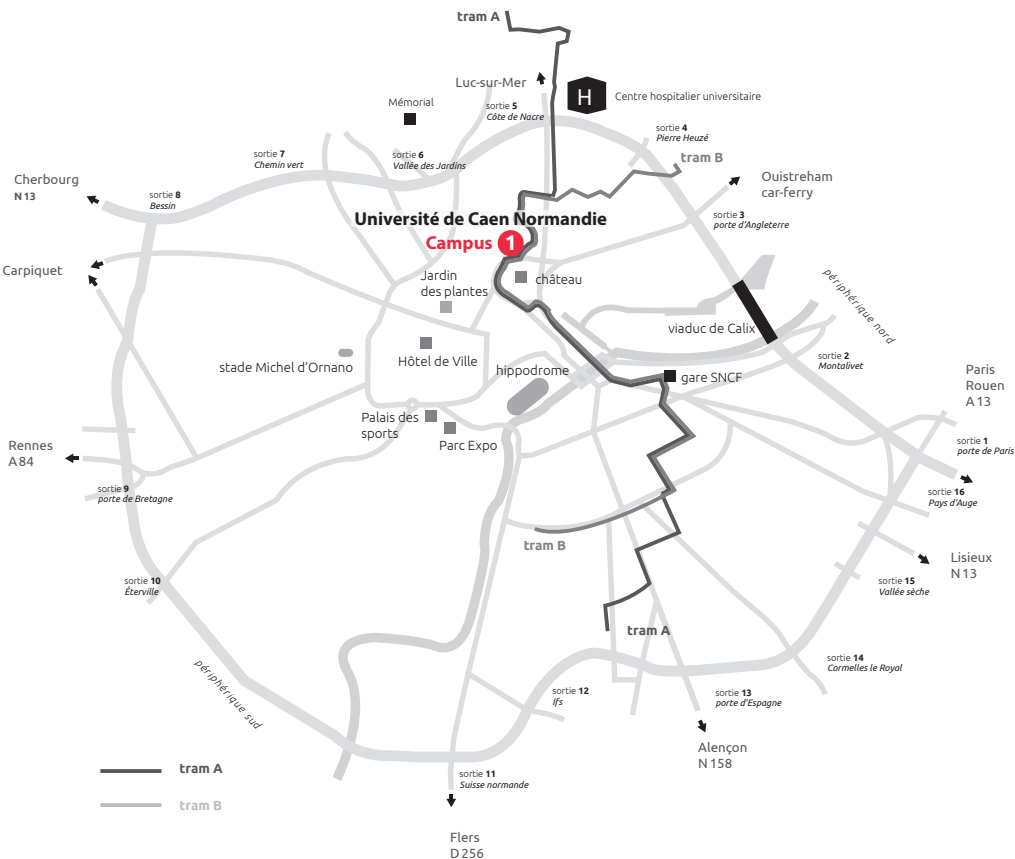 tram A
Luc-sur-Mer
H
Centre hospitalier universitaire
Mémorial
sortie 5
Côte de Nacre
sortie 4
Pierre Heuzé
tram B
sortie 7
Chemin vert
sortie 6
Vallée des Jardins
Cherbourg
N 13
sortie 8
Bessin
Ouistreham
car-ferry
sortie 3
porte d'Angleterre
Université de Caen Normandie
Campus 1
Carpiquet
Jardin
des plantes
château
périphérique nord
viaduc de Calix
Hôtel de Ville
stade Michel d'Ornano
hippodrome
gare SNCF
sortie 2
Montalivet
Paris
Rouen
A 13
Palais des
sports
Parc Expo
Rennes
A 84
sortie 1
porte de Paris
sortie 9
porte de Bretagne
sortie 16
Pays d'Auge
tram B
Lisieux
N 13
sortie 10
Éterville
sortie 15
Vallée sèche
tram A
sortie 14
Cormelles le Royal
périphérique sud
sortie 12
Ifs
sortie 13
porte d'Espagne
Alençon
N 158
tram A
sortie 11
Suisse normande
tram B
Flers
D 256